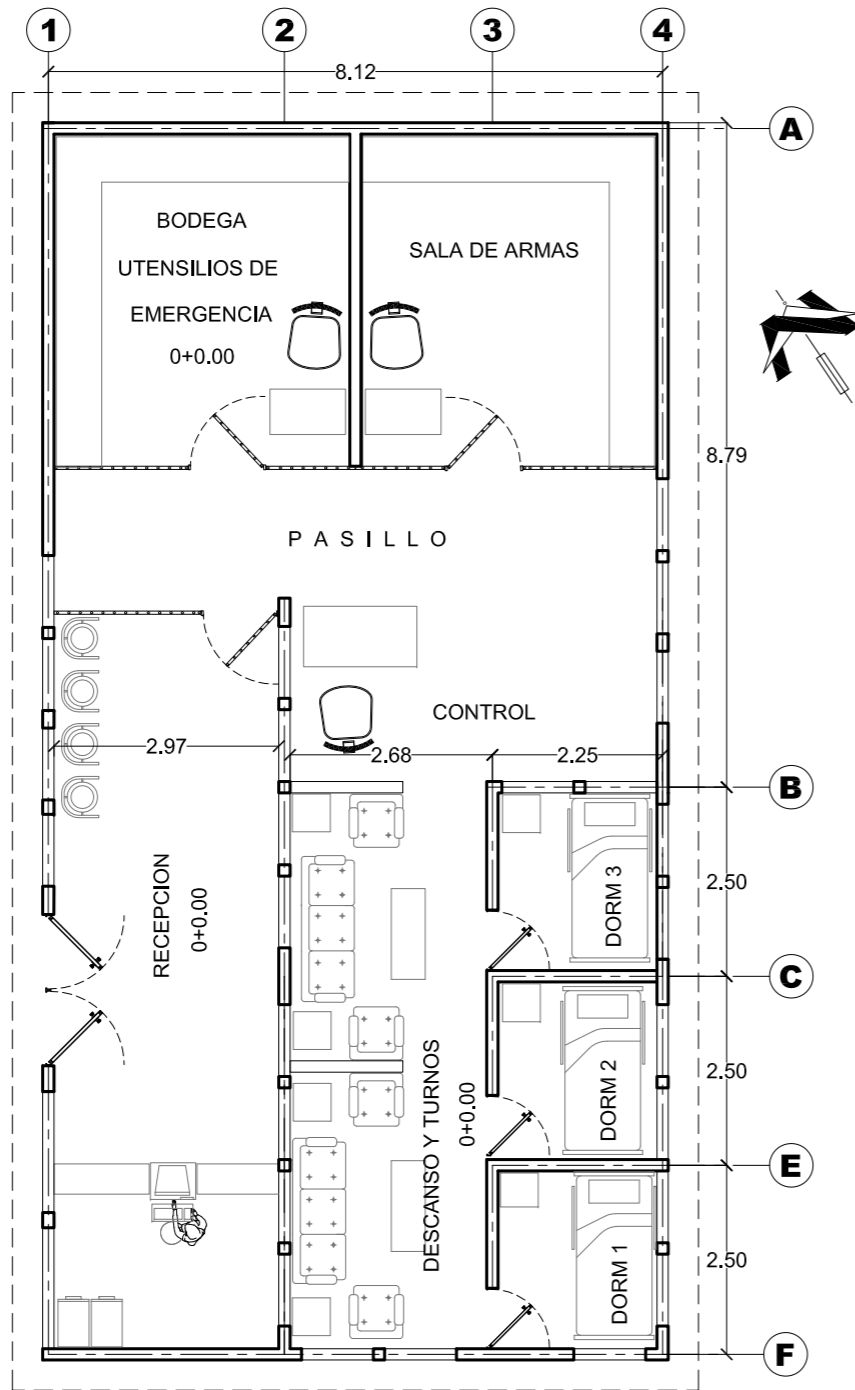 1
2
3
4
8.12
A
BODEGA
UTENSILIOS DE
EMERGENCIA
0+0.00
SALA DE ARMAS
8.79
P A S I L L O
CONTROL
2.97
2.68
2.25
B
RECEPCION
0+0.00
DORM 3
2.50
C
DESCANSO Y TURNOS
0+0.00
DORM 2
2.50
E
DORM 1
2.50
F